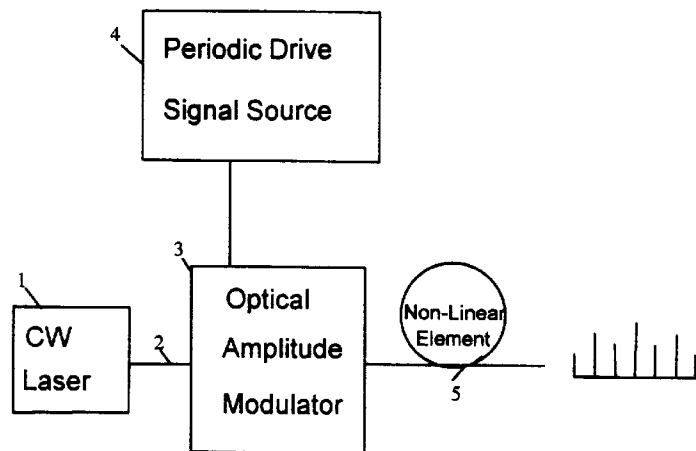 4
Periodic Drive
Signal Source
3
1
Optical
Amplitude
Modulator
CW
Laser
2
Non-Linear
Element
5